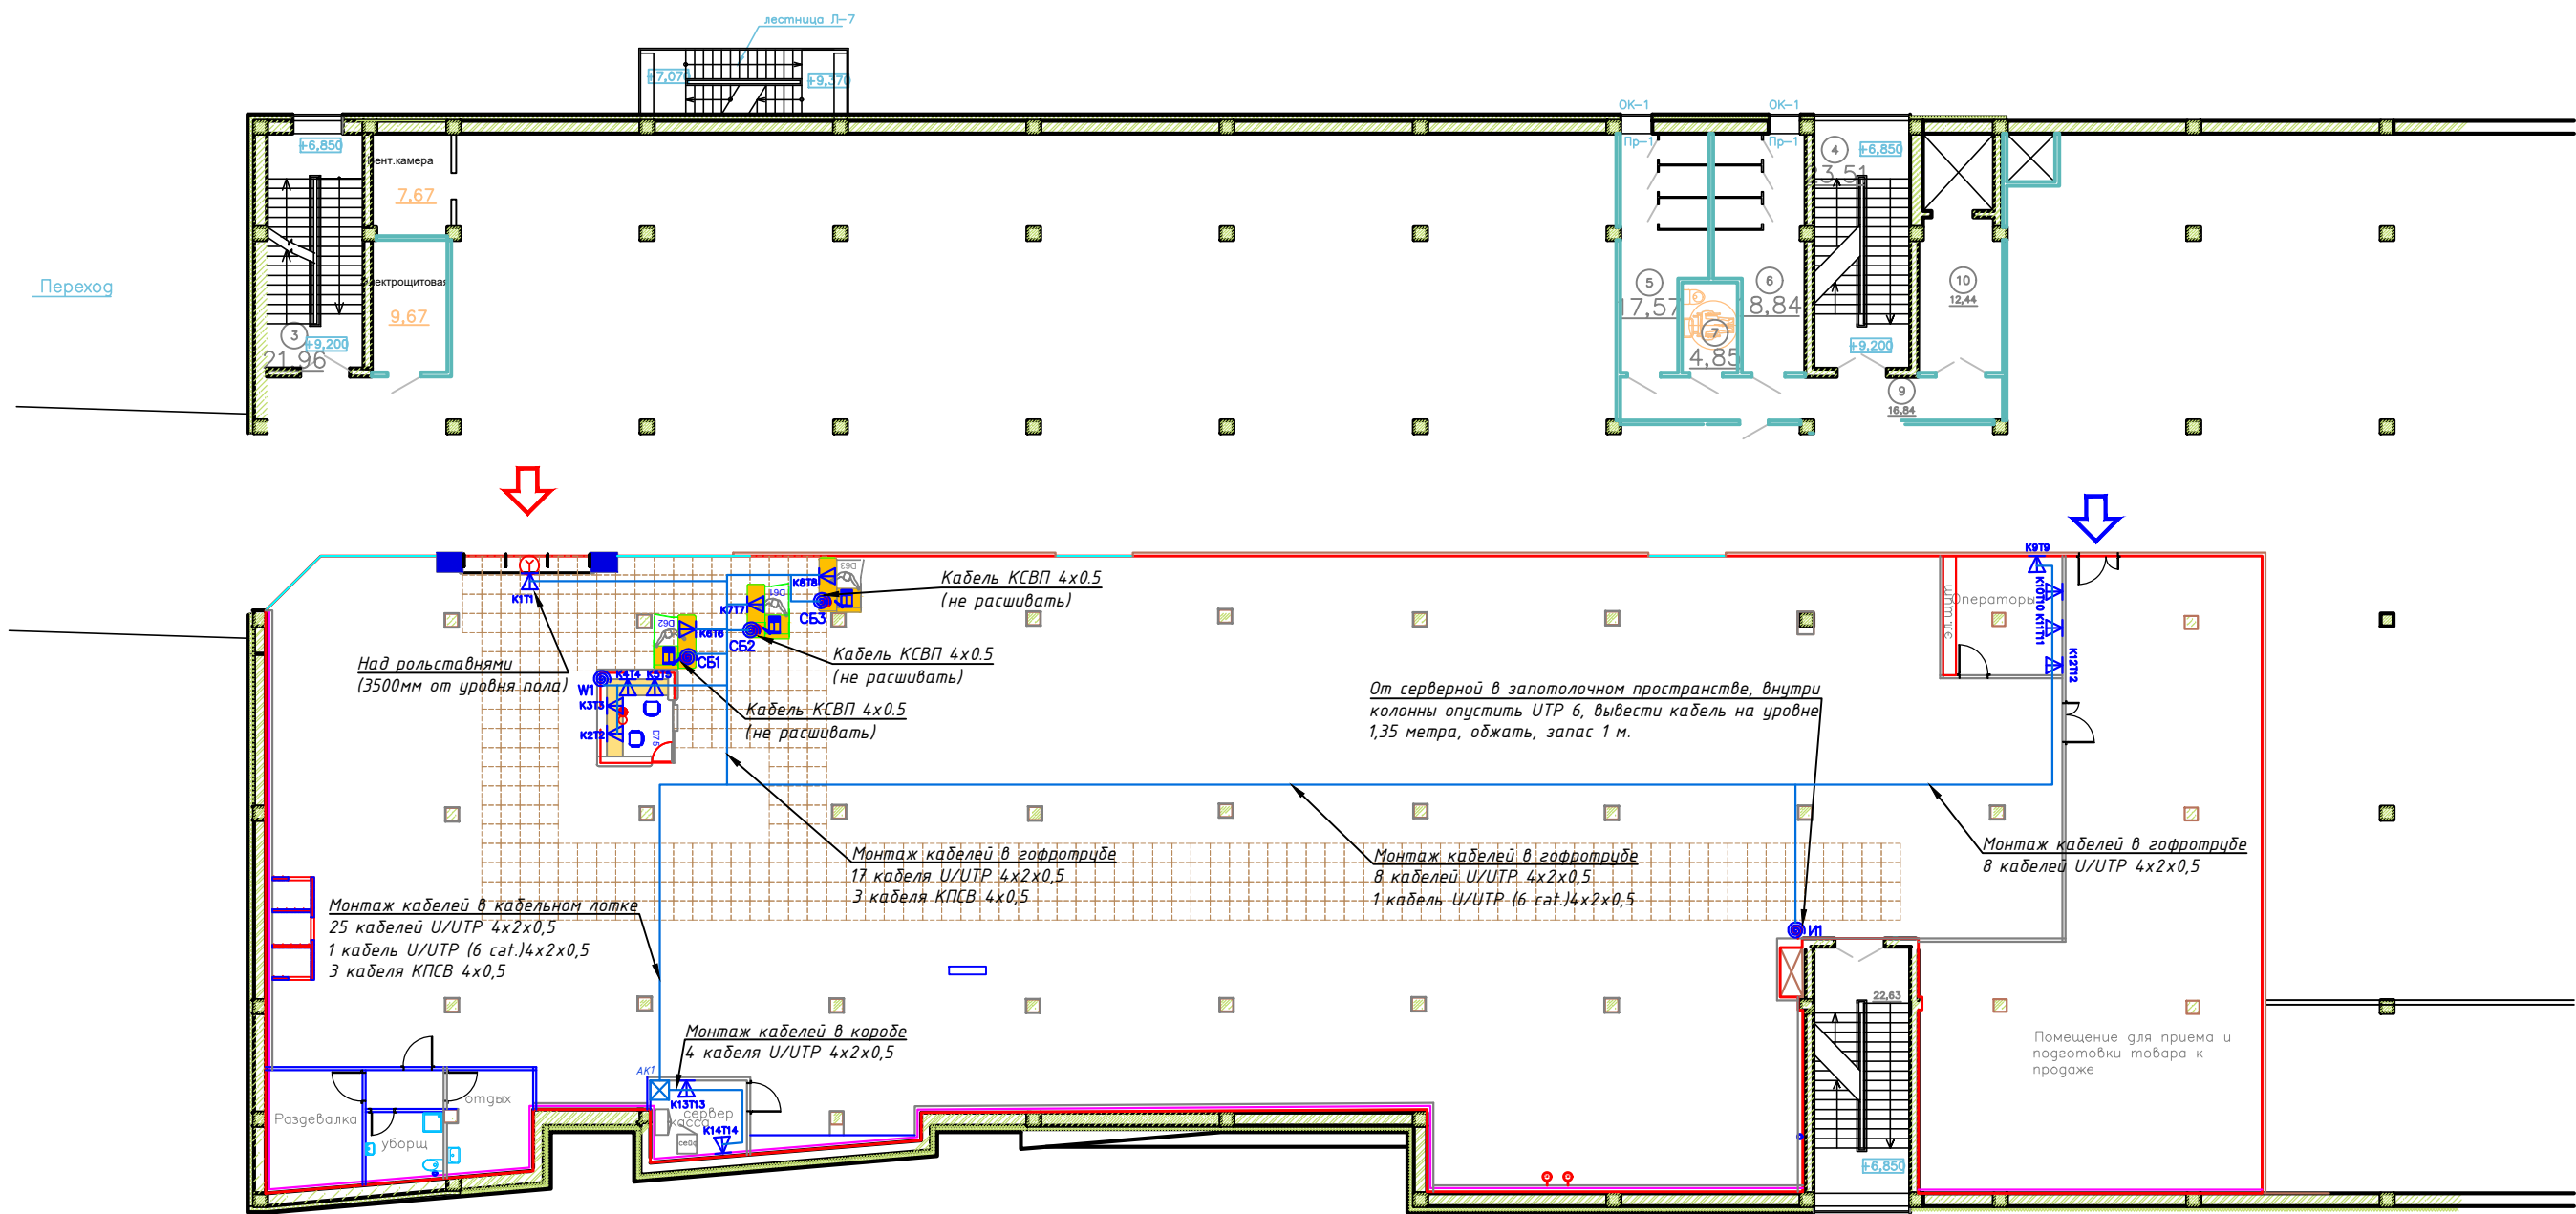 лестница Л-7
+7,070
+9,370
ОК-1
ОК-1
+6,850
вент.камера
7,67
Пр-1
Пр-1
4
+6,850
23,51
Переход
электрощитовая
9,67
5
17,57
6
8,84
10
12,44
3
+9,200
21,96
7
4,85
+9,200
9
16,84
К1Т1
Над рольставнями
(3500мм от уровня пола)
D63
К8Т8
СБ3
Кабель КСВП 4х0.5
(не расшивать)
D61
К7Т7
СБ2
Кабель КСВП 4х0.5
(не расшивать)
D62
К6Т6
СБ1
Кабель КСВП 4х0.5
(не расшивать)
W1
К4Т4
К5Т5
К3Т3
К2Т2
D75
К9Т9
К10Т10
К11Т11
К12Т12
эл. щит
Операторы
От серверной в запотолочном пространстве, внутри
колонны опустить UTP 6, вывести кабель на уровне
1,35 метра, обжать, запас 1 м.
Монтаж кабелей в гофротрубе
17 кабеля U/UTP 4х2х0,5
3 кабеля КПСВ 4х0,5
Монтаж кабелей в гофротрубе
8 кабелей U/UTP 4х2х0,5
1 кабель U/UTP (6 cat.)4х2х0,5
Монтаж кабелей в гофротрубе
8 кабелей U/UTP 4х2х0,5
Монтаж кабелей в кабельном лотке
25 кабелей U/UTP 4х2х0,5
1 кабель U/UTP (6 cat.)4х2х0,5
3 кабеля КПСВ 4х0,5
И1
22,63
Монтаж кабелей в коробе
4 кабеля U/UTP 4х2х0,5
Помещение для приема и
подготовки товара к
продаже
АК1
К13Т13
сервер
касса
К14Т14
сейф
отдых
Раздевалка
уборщ
+6,850